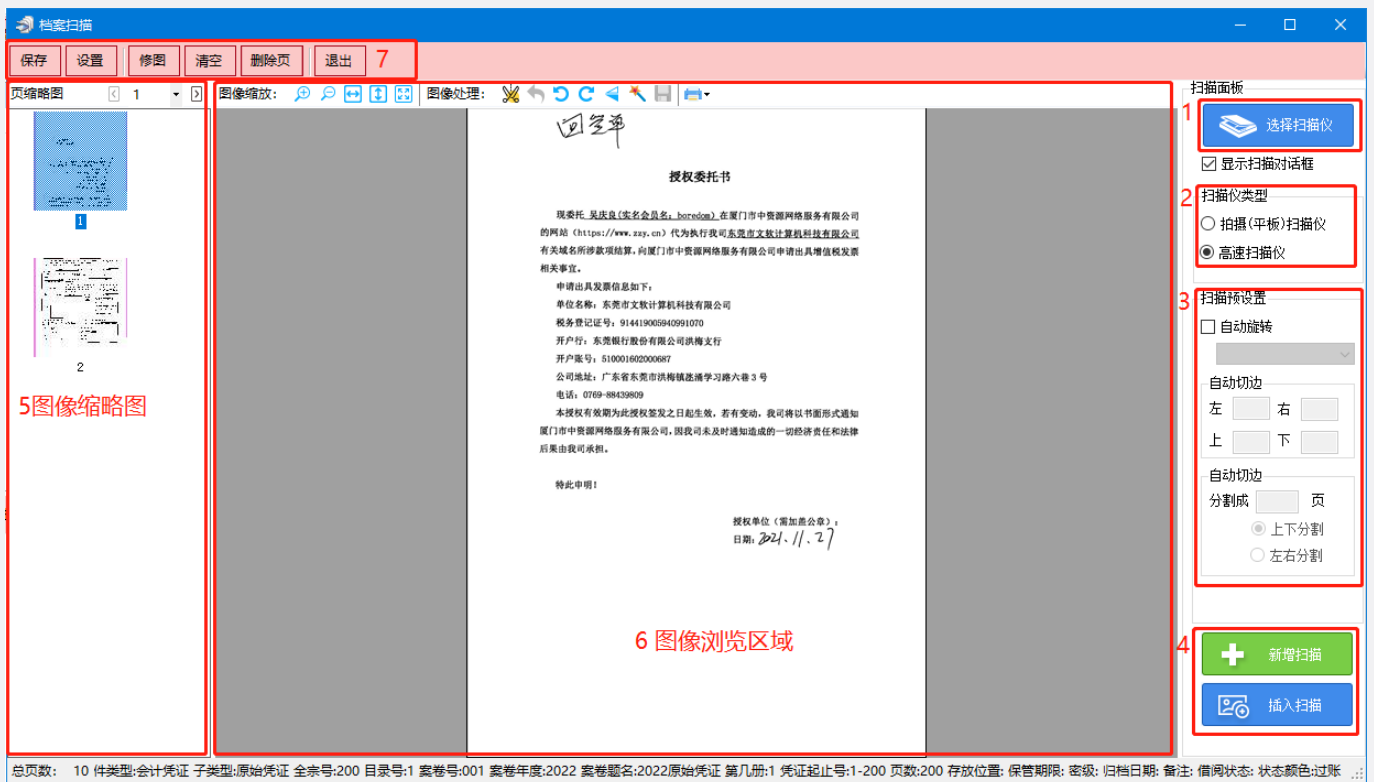 档案扫描
保存 设置 修图 清空 删除页 退出 7
页缩略图 1
图像缩放： 图像处理：
1
2
5图像缩略图
回签单
授权委托书
现委托 吴庆良(实名会员名：boredom) 在厦门市中资源网络服务有限公司
的网站（https://www.zzy.cn）代为执行我司东莞市文软计算机科技有限公司
有关域名所涉款项结算，向厦门市中资源网络服务有限公司申请出具增值税发票
相关事宜。
申请出具发票信息如下：
单位名称：东莞市文软计算机科技有限公司
税务登记证号：914419005940991070
开户行：东莞银行股份有限公司洪梅支行
开户账号：510001602000687
公司地址：广东省东莞市洪梅镇氹涌学习路六巷3号
电话：0769-88439809
本授权有效期为此授权签发之日起生效，若有变动，我司将以书面形式通知
厦门市中资源网络服务有限公司，因我司未及时通知造成的一切经济责任和法律
后果由我司承担。
特此申明！
授权单位（需加盖公章）：
日期：2021.11.27
6 图像浏览区域
扫描面板
1 选择扫描仪
显示扫描对话框
2 扫描仪类型
拍摄(平板)扫描仪
高速扫描仪
3 扫描预设置
自动旋转
自动切边
左 右
上 下
自动切边
分割成 页
上下分割
左右分割
4 新增扫描
插入扫描
总页数： 10 件类型:会计凭证 子类型:原始凭证 全宗号:200 目录号:1 案卷号:001 案卷年度:2022 案卷题名:2022原始凭证 第几册:1 凭证起止号:1-200 页数:200 存放位置: 保管期限: 密级: 归档日期: 备注: 借阅状态: 状态颜色:过账